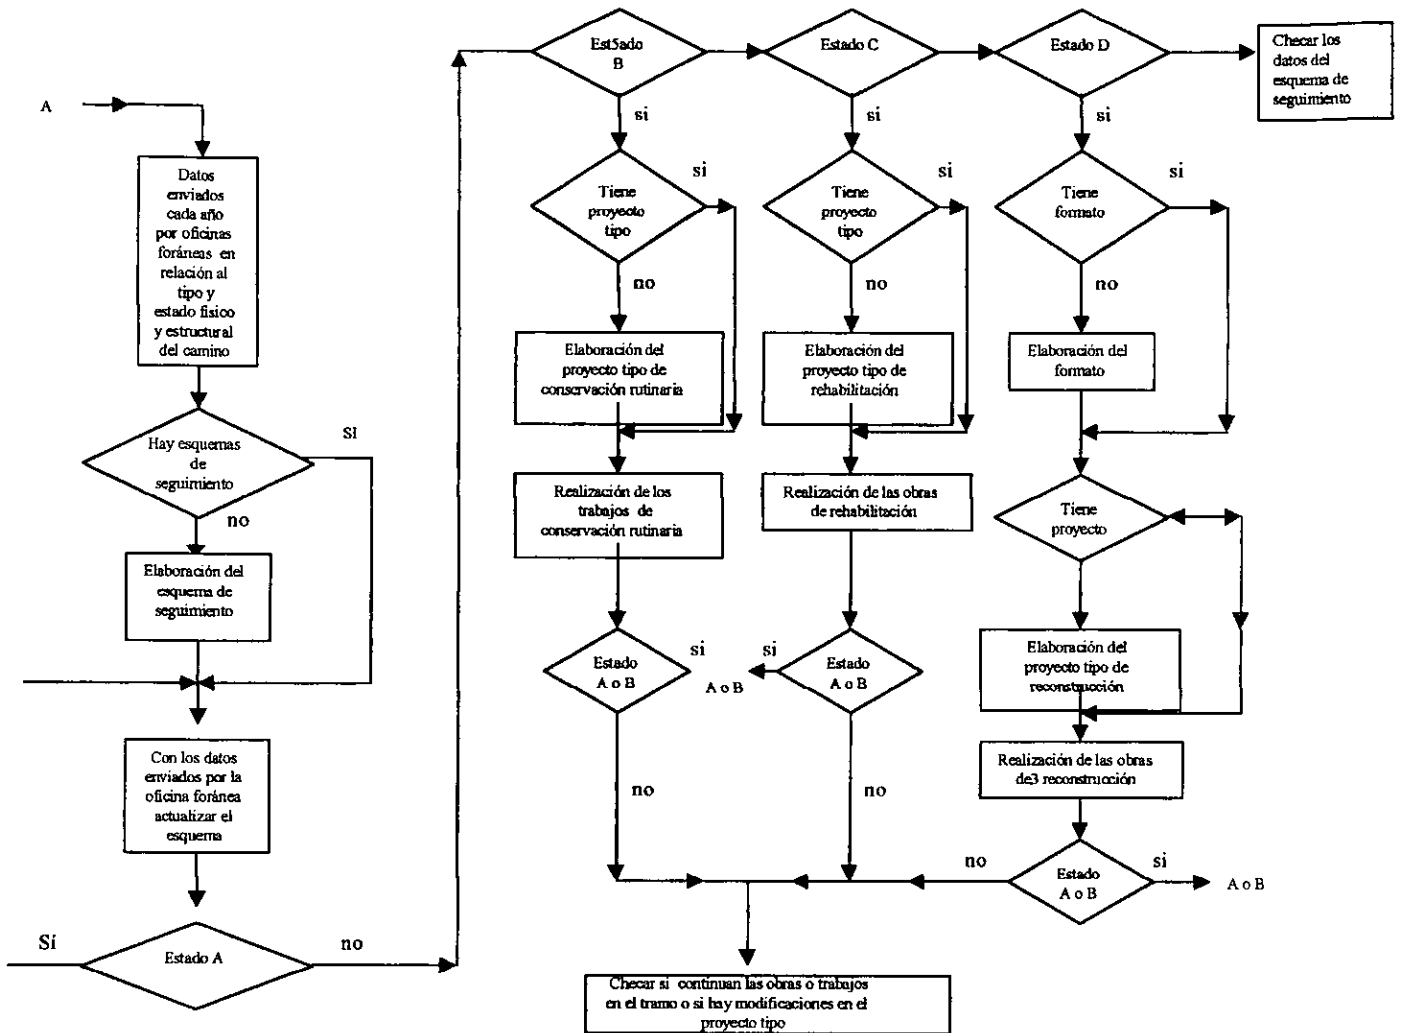 A
Datos
enviados
cada año
por oficinas
foráneas en
relación al
tipo y
estado físico
y estructural
del camino
Hay esquemas
de
seguimiento
si
no
Elaboración del
esquema de
seguimiento
Con los datos
enviados por la
oficina foránea
actualizar el
esquema
Sí
Estado A
no
Est5ado
B
si
Tiene
proyecto
tipo
si
no
Elaboración del
proyecto tipo de
conservación rutinaria
Realización de los
trabajos de
conservación rutinaria
Estado
A o B
si
A o B
no
Estado C
si
Tiene
proyecto
tipo
si
no
Elaboración del
proyecto tipo de
rehabilitación
Realización de las obras
de rehabilitación
si
Estado
A o B
no
Estado D
si
Tiene
formato
si
no
Elaboración del
formato
Tiene
proyecto
Elaboración del
proyecto tipo de
reconstrucción
Realización de las obras
de3 reconstrucción
no
Estado
A o B
si
A o B
Checar los
datos del
esquema de
seguimiento
Checar si continuan las obras o trabajos
en el tramo o si hay modificaciones en el
proyecto tipo